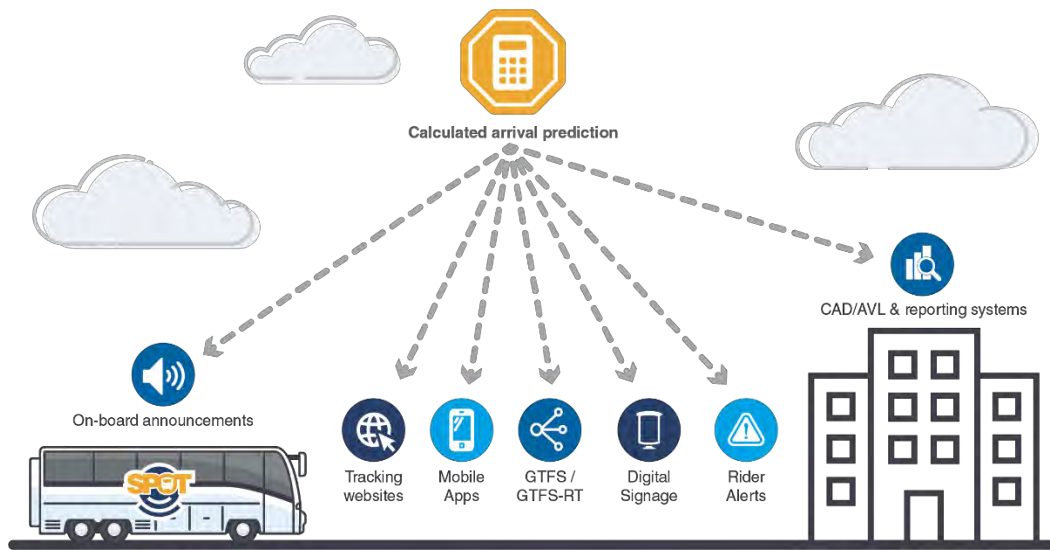 Calculated arrival prediction
CAD/AVL & reporting systems
On-board announcements
SPOT
Tracking
websites
Mobile
Apps
GTFS /
GTFS-RT
Digital
Signage
Rider
Alerts